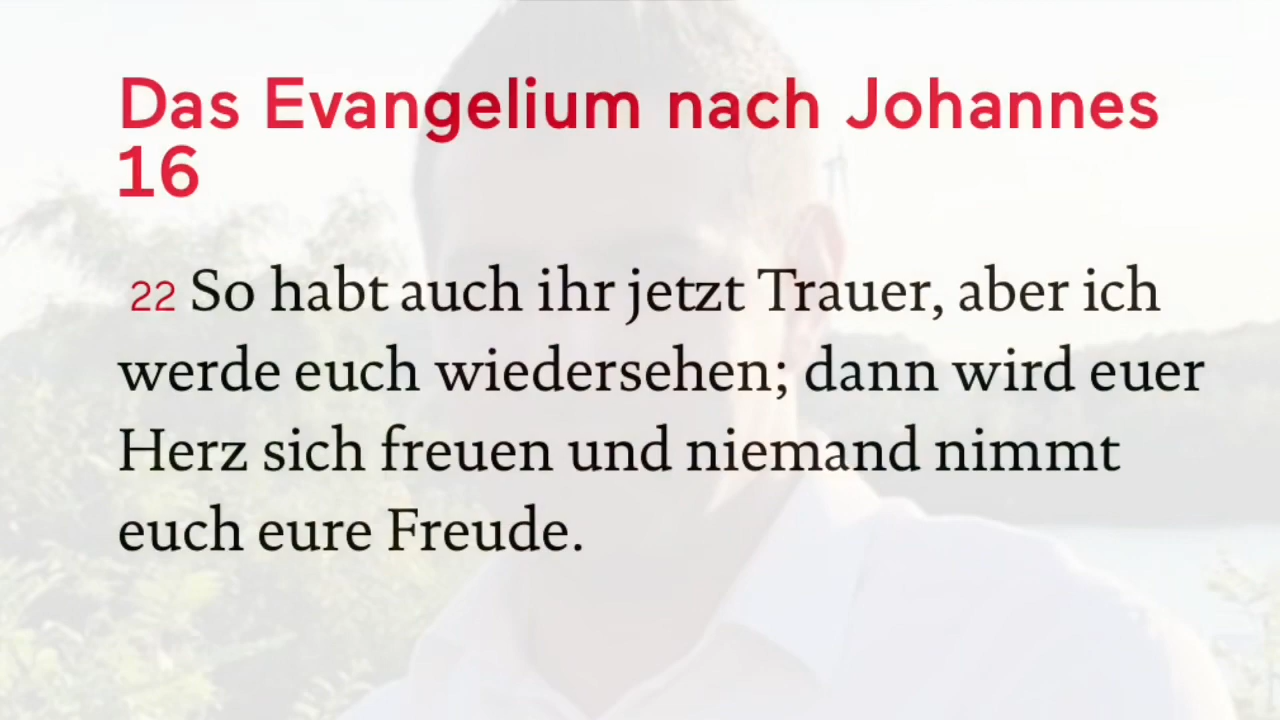 Das Evangelium nach Johannes
16
22 So habt auch ihr jetzt Trauer, aber ich
werde euch wiedersehen; dann wird euer
Herz sich freuen und niemand nimmt
euch eure Freude.